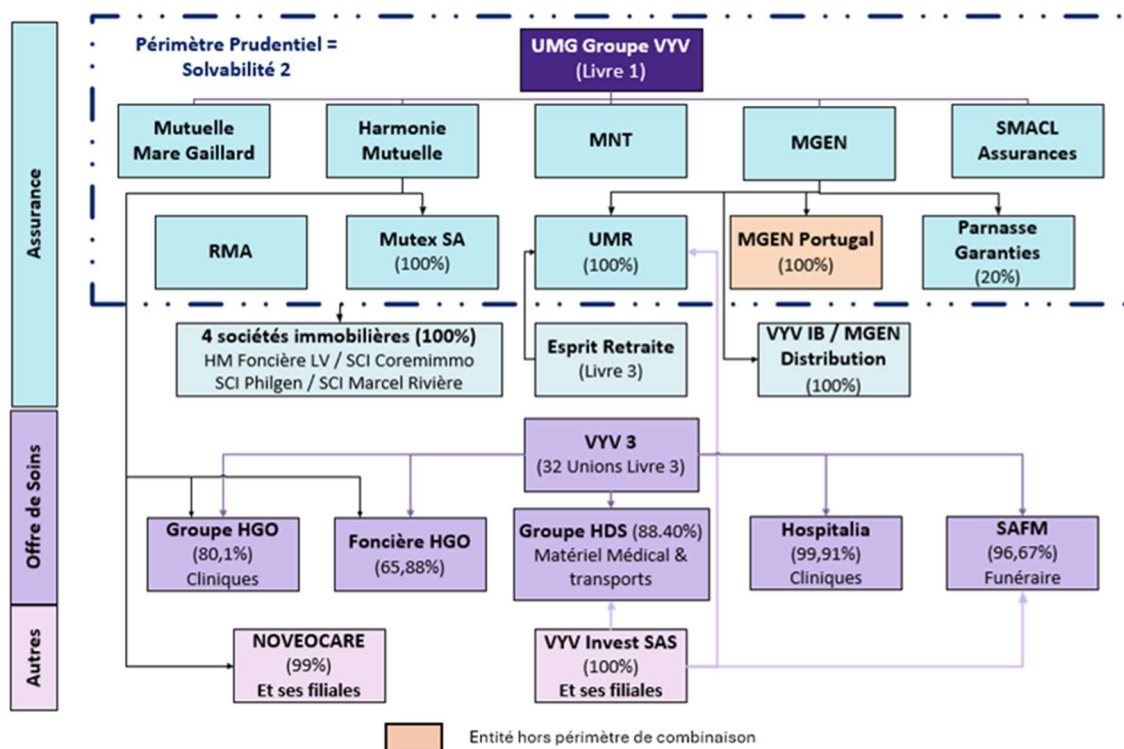 Assurance
Périmètre Prudentiel =
Solvabilité 2
UMG Groupe VYV
(Livre 1)
Mutuelle
Mare Gaillard
Harmonie
Mutuelle
MNT
MGEN
SMACL
Assurances
RMA
Mutex SA
(100%)
UMR
(100%)
MGEN Portugal
(100%)
Parnasse
Garanties
(20%)
4 sociétés immobilières (100%)
HM Foncière LV / SCI Coremimmo
SCI Philgen / SCI Marcel Rivière
Esprit Retraite
(Livre 3)
VYV IB / MGEN
Distribution
(100%)
Offre de Soins
VYV 3
(32 Unions Livre 3)
Groupe HGO
(80,1%)
Cliniques
Foncière HGO
(65,88%)
Groupe HDS (88.40%)
Matériel Médical &
transports
Hospitalia
(99,91%)
Cliniques
SAFM
(96,67%)
Funéraire
Autres
NOVEOCARE
(99%)
Et ses filiales
VYV Invest SAS
(100%)
Et ses filiales
Entité hors périmètre de combinaison